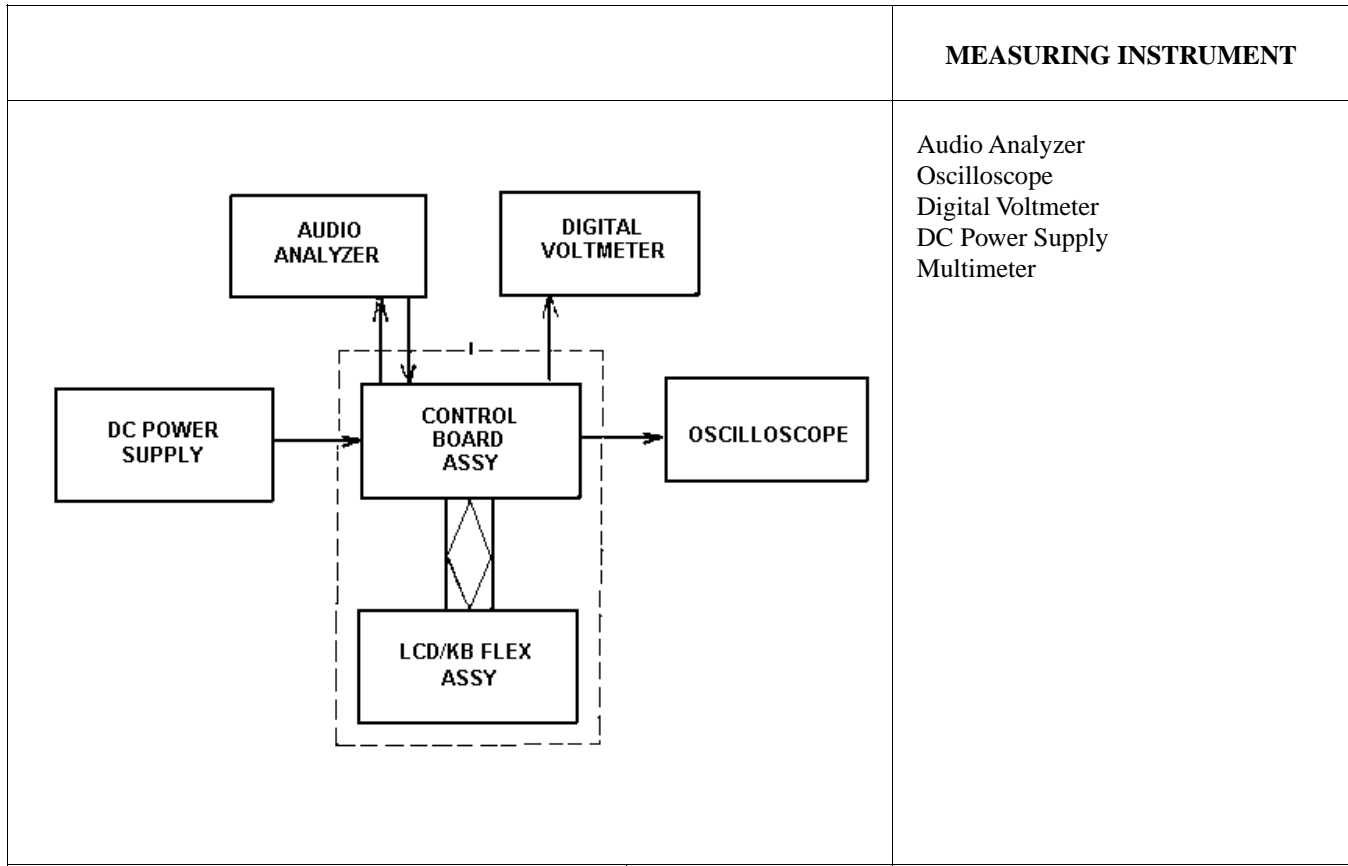 MEASURING INSTRUMENT
Audio Analyzer
Oscilloscope
Digital Voltmeter
DC Power Supply
Multimeter
AUDIO
ANALYZER
DIGITAL
VOLTMETER
DC POWER
SUPPLY
CONTROL
BOARD
ASSY
OSCILLOSCOPE
LCD/KB FLEX
ASSY